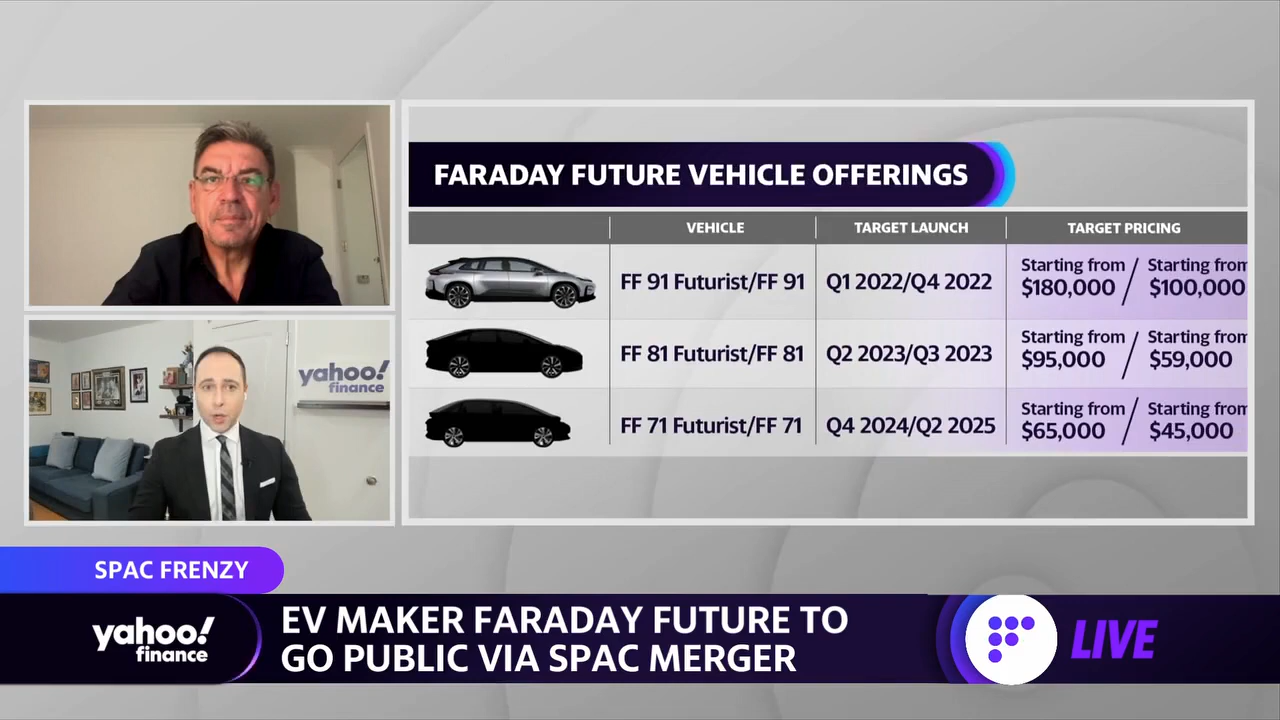 FARADAY FUTURE VEHICLE OFFERINGS
VEHICLE TARGET LAUNCH TARGET PRICING
FF 91 Futurist/FF 91 Q1 2022/Q4 2022 Starting from $180,000 / Starting from $100,000
FF 81 Futurist/FF 81 Q2 2023/Q3 2023 Starting from $95,000 / Starting from $59,000
FF 71 Futurist/FF 71 Q4 2024/Q2 2025 Starting from $65,000 / Starting from $45,000
yahoo!
finance
SPAC FRENZY
yahoo!
finance
EV MAKER FARADAY FUTURE TO
GO PUBLIC VIA SPAC MERGER
LIVE